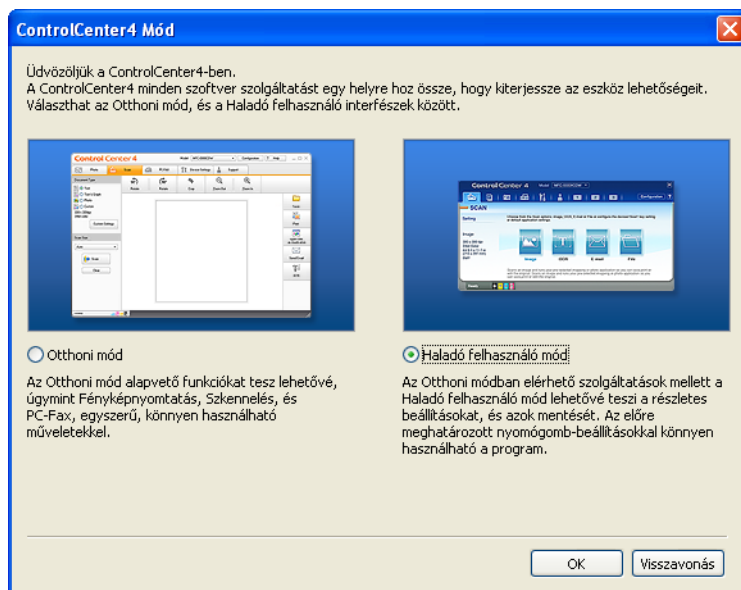 ControlCenter4 Mód
Üdvözöljük a ControlCenter4-ben.
A ControlCenter4 minden szoftver szolgáltatást egy helyre hoz össze, hogy kiterjessze az eszköz lehetőségeit.
Választhat az Otthoni mód, és a Haladó felhasználó interfészek között.
Control Center 4
Control Center 4
SCAN
Image OCR E-mail File
Otthoni mód
Az Otthoni mód alapvető funkciókat tesz lehetővé,
úgymint Fényképnyomtatás, Szkennelés, és
PC-Fax, egyszerű, könnyen használható
műveletekkel.
Haladó felhasználó mód
Az Otthoni módban elérhető szolgáltatások mellett a
Haladó felhasználó mód lehetővé teszi a részletes
beállításokat, és azok mentését. Az előre
meghatározott nyomógomb-beállításokkal könnyen
használható a program.
OK
Visszavonás